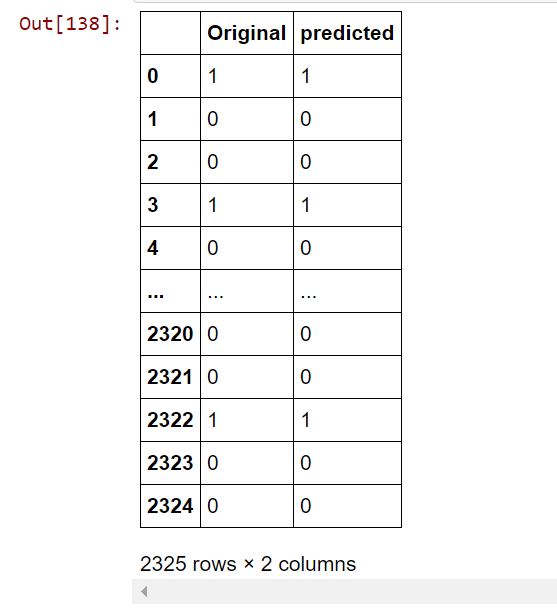 Out[138]:
Original predicted
0 1 1
1 0 0
2 0 0
3 1 1
4 0 0
... ... ...
2320 0 0
2321 0 0
2322 1 1
2323 0 0
2324 0 0
2325 rows × 2 columns